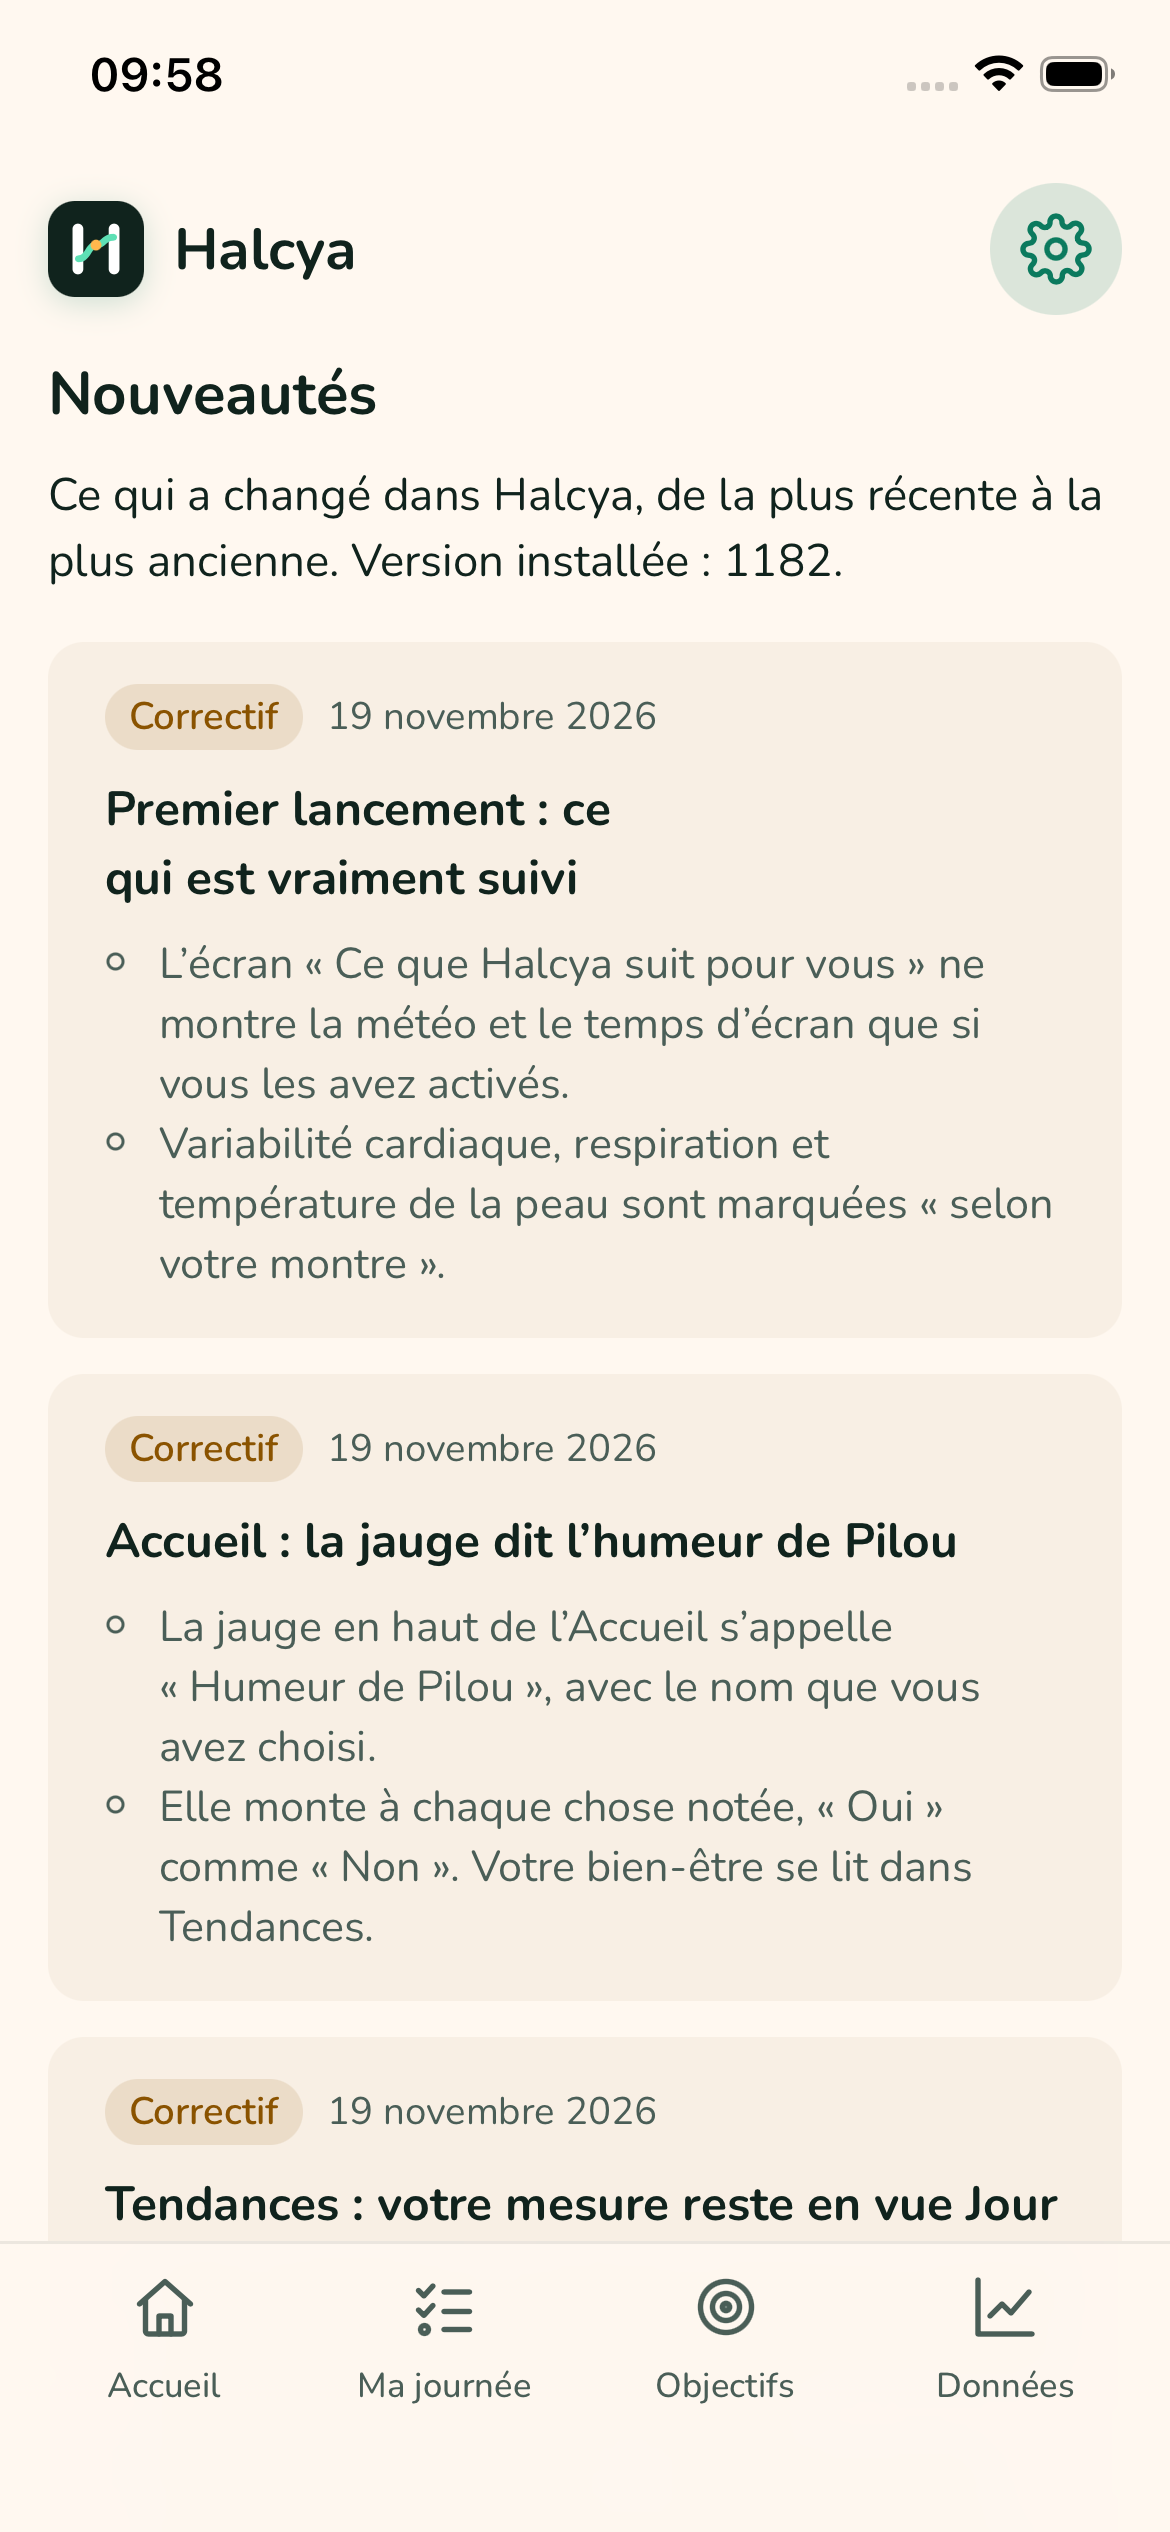 09:58
Halcya
Nouveautés
Ce qui a changé dans Halcya, de la plus récente à la
plus ancienne. Version installée : 1182.
Correctif 19 novembre 2026
Premier lancement : ce
qui est vraiment suivi
L’écran « Ce que Halcya suit pour vous » ne
montre la météo et le temps d’écran que si
vous les avez activés.
Variabilité cardiaque, respiration et
température de la peau sont marquées « selon
votre montre ».
Correctif 19 novembre 2026
Accueil : la jauge dit l’humeur de Pilou
La jauge en haut de l’Accueil s’appelle
« Humeur de Pilou », avec le nom que vous
avez choisi.
Elle monte à chaque chose notée, « Oui »
comme « Non ». Votre bien-être se lit dans
Tendances.
Correctif 19 novembre 2026
Tendances : votre mesure reste en vue Jour
Accueil Ma journée Objectifs Données